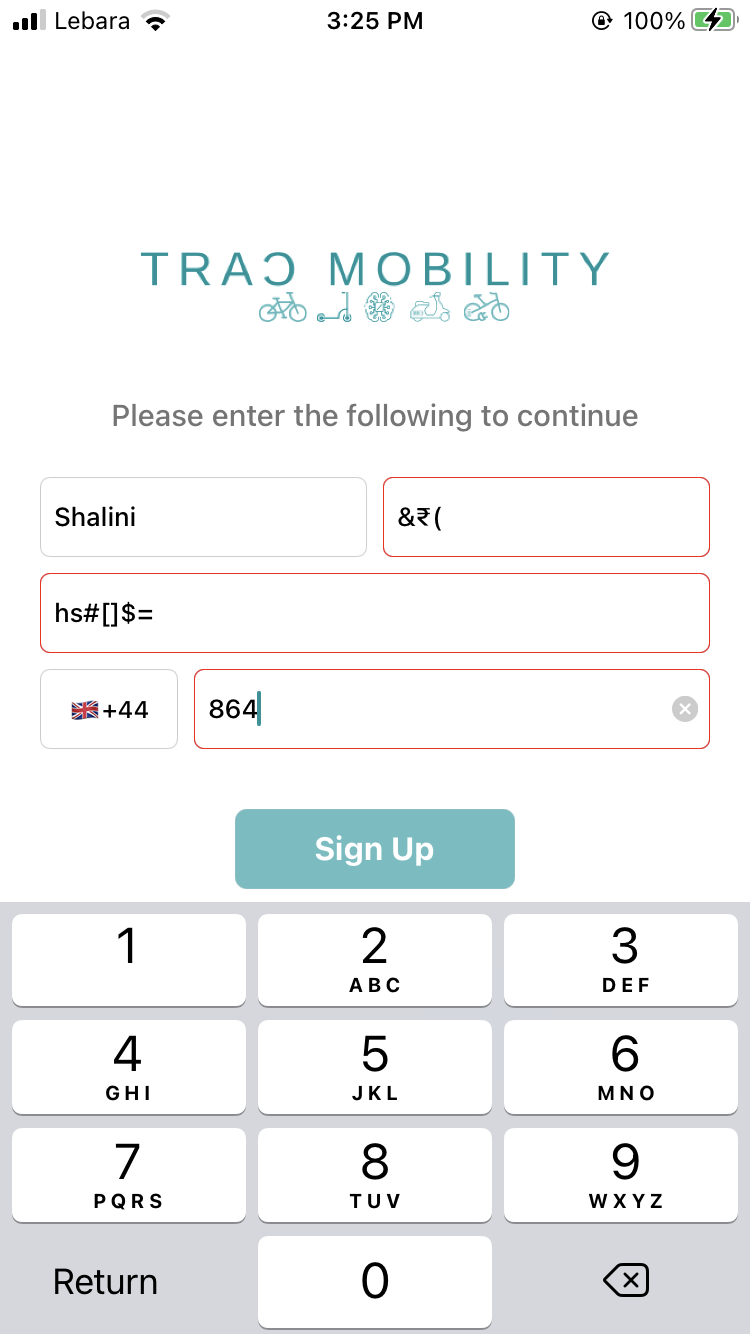 Lebara 3:25 PM 100%
TRAC MOBILITY
Please enter the following to continue
Shalini &₹(
hs#[]$=
🇬🇧+44 864
Sign Up
1 2 3
ABC DEF
4 5 6
GHI JKL MNO
7 8 9
PQRS TUV WXYZ
Return 0